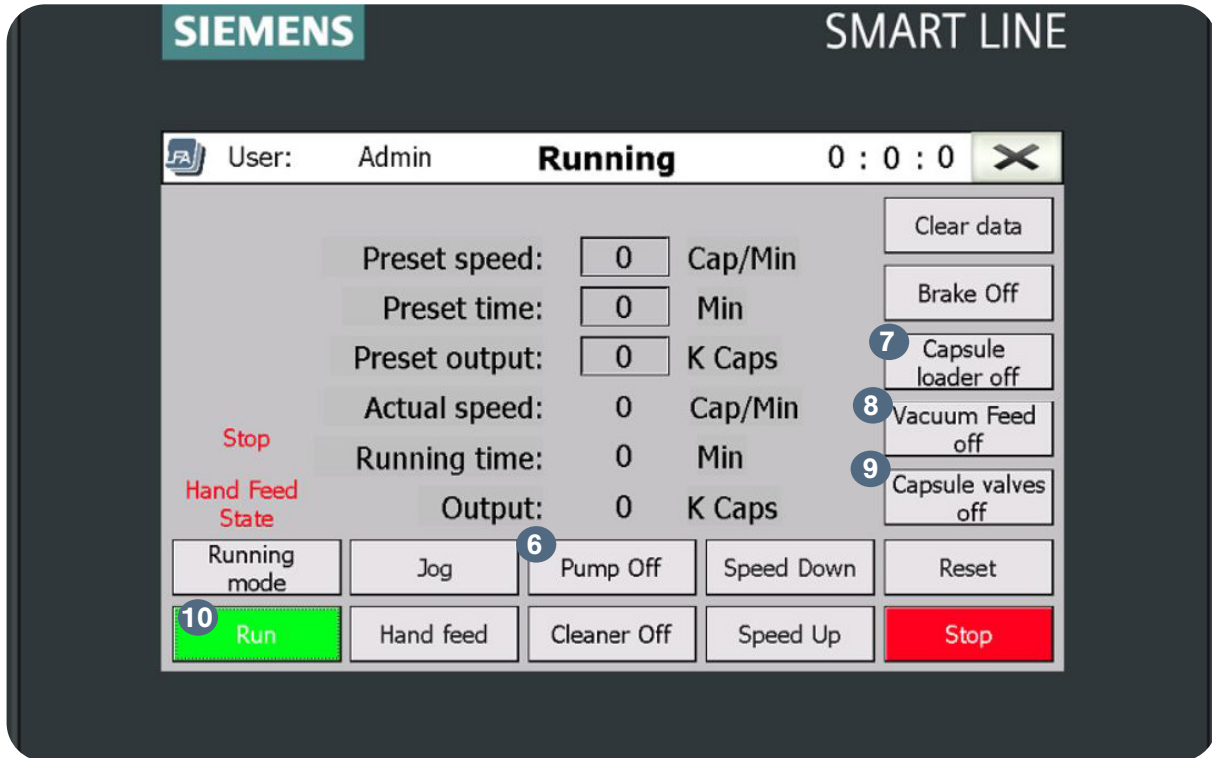 SIEMENS
SMART LINE
FA User: Admin Running 0 : 0 : 0
Clear data
Preset speed: 0 Cap/Min
Brake Off
Preset time: 0 Min
7 Capsule
loader off
Preset output: 0 K Caps
Actual speed: 0 Cap/Min
8 Vacuum Feed
off
Stop
Running time: 0 Min
9 Capsule valves
off
Hand Feed
State
Output: 0 K Caps
Running
mode
Jog
6 Pump Off
Speed Down
Reset
10 Run
Hand feed
Cleaner Off
Speed Up
Stop